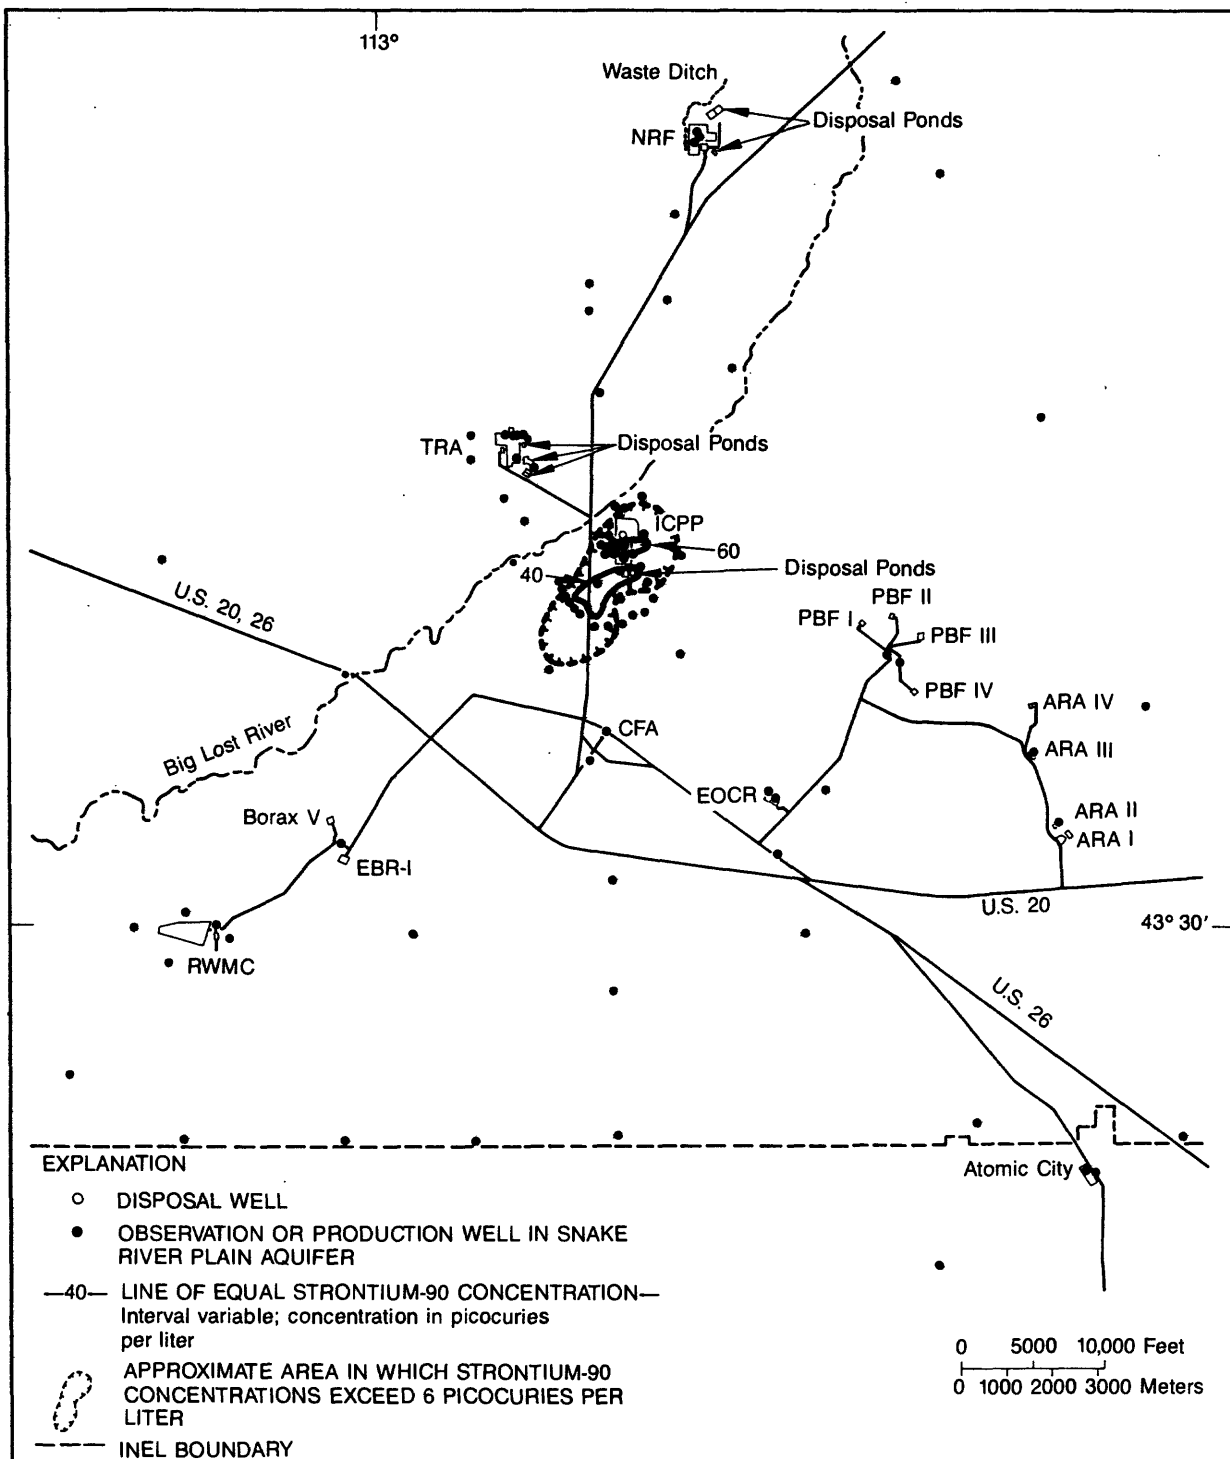 113°
Waste Ditch
Disposal Ponds
NRF
TRA
Disposal Ponds
ICPP
60
40
Disposal Ponds
U.S. 20, 26
PBF II
PBF I
PBF III
PBF IV
ARA IV
Big Lost River
CFA
ARA III
EOCR
Borax V
ARA II
ARA I
EBR-I
U.S. 20
43° 30'
RWMC
U.S. 26
Atomic City
EXPLANATION
DISPOSAL WELL
OBSERVATION OR PRODUCTION WELL IN SNAKE
RIVER PLAIN AQUIFER
—40— LINE OF EQUAL STRONTIUM-90 CONCENTRATION—
Interval variable; concentration in picocuries
per liter
APPROXIMATE AREA IN WHICH STRONTIUM-90
CONCENTRATIONS EXCEED 6 PICOCURIES PER
LITER
INEL BOUNDARY
0 5000 10,000 Feet
0 1000 2000 3000 Meters